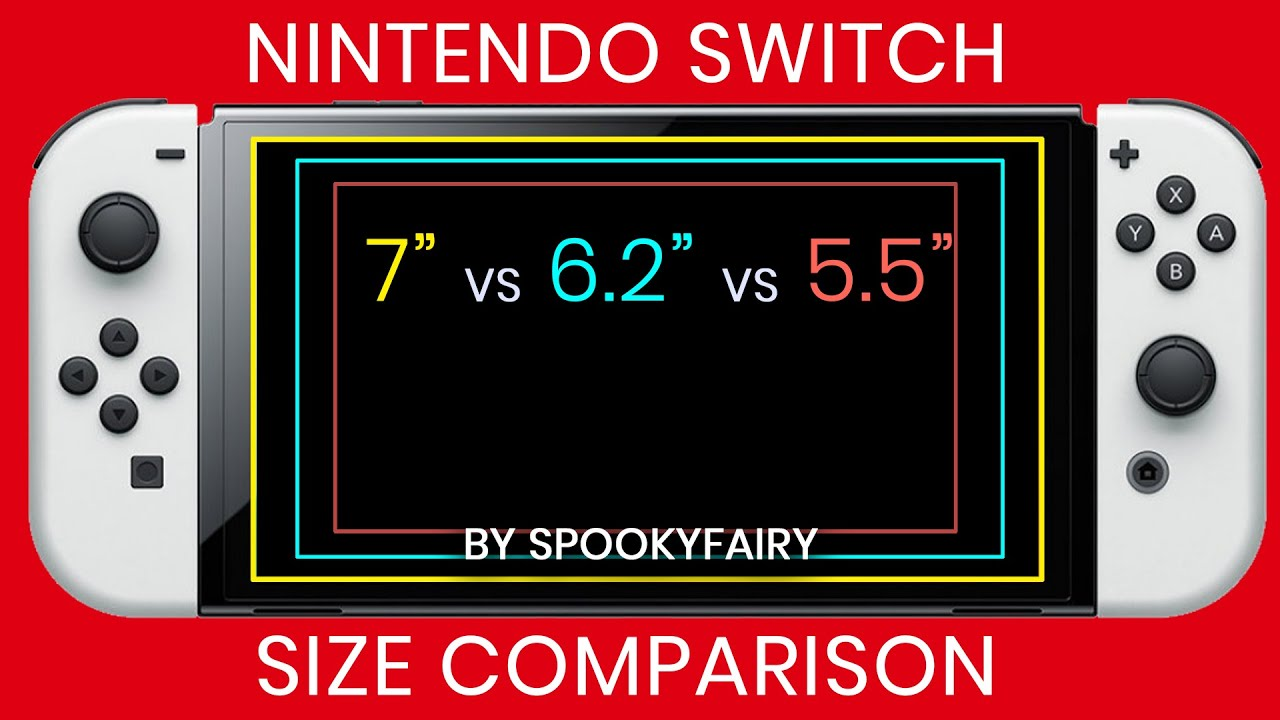 NINTENDO SWITCH
X
Y A
B
7” vs 6.2” vs 5.5”
BY SPOOKYFAIRY
SIZE COMPARISON